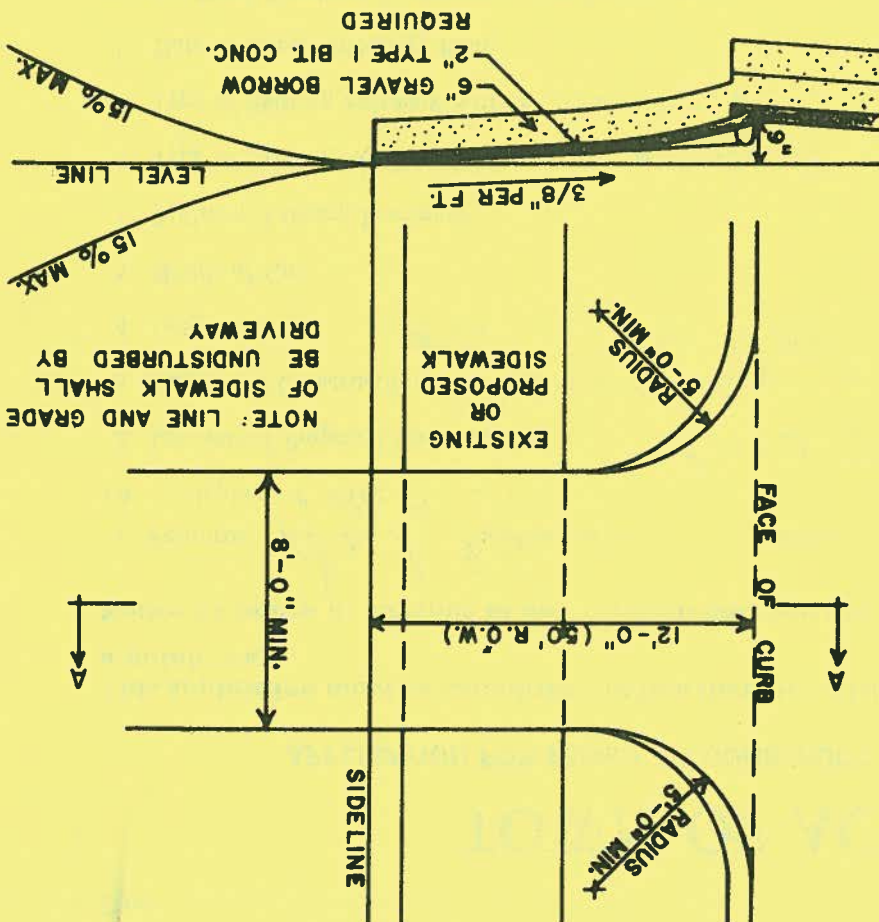 RADIUS
5'-0" MIN.
SIDELINE
A
A
FACE OF CURB
12'-0" (50' R.O.W.)
8'-0" MIN.
NOTE: LINE AND GRADE
OF SIDEWALK SHALL
BE UNDISTURBED BY
DRIVEWAY
EXISTING
OR
PROPOSED
SIDEWALK
RADIUS
5'-0" MIN.
15% MAX.
LEVEL LINE
3/8" PER FT.
6"
15% MAX.
6" GRAVEL BORROW
2" TYPE I BIT. CONC.
REQUIRED